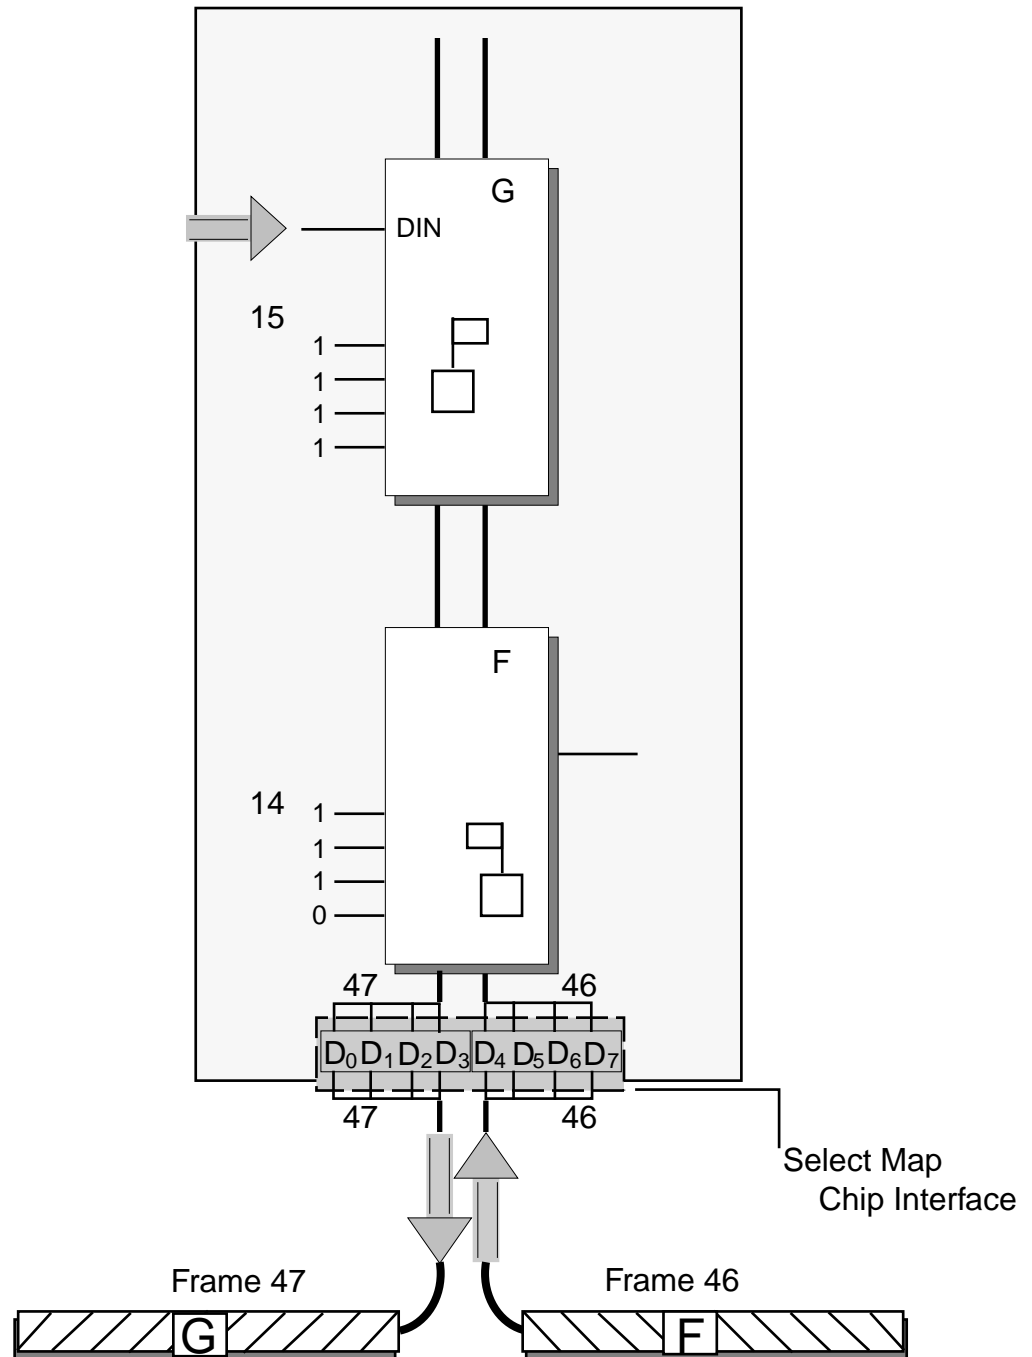 G
DIN
15
1
1
1
1
F
14
1
1
1
0
47 46
D0 D1 D2 D3 D4 D5 D6 D7
47 46
Select Map
Chip Interface
Frame 47 Frame 46
G F